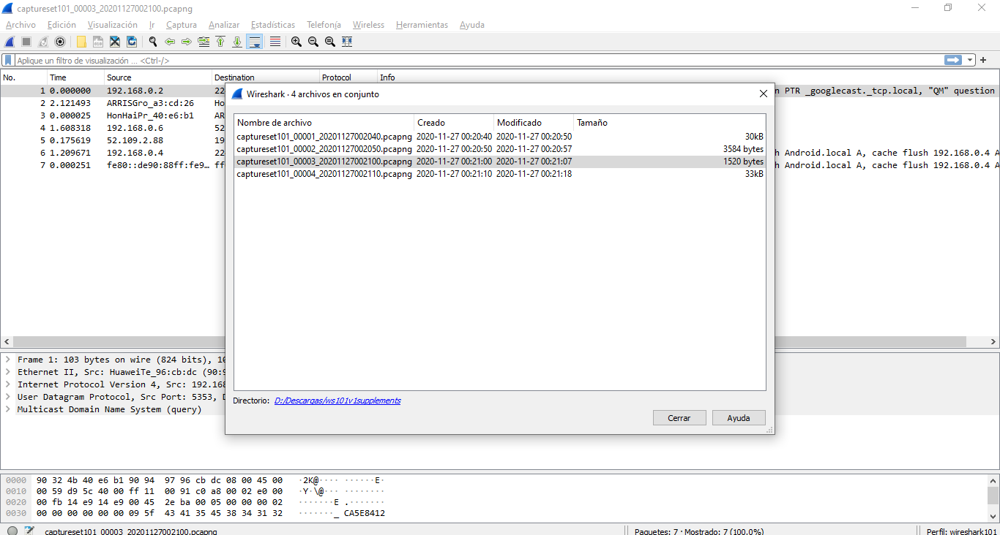 captureset101_00003_20201127002100.pcapng
Archivo Edición Visualización Ir Captura Analizar Estadísticas Telefonía Wireless Herramientas Ayuda
Aplique un filtro de visualización ... <Ctrl-/>
No. Time Source Destination Protocol Info
1 0.000000 192.168.0.2 22 n PTR _googlecast._tcp.local, "QM" question
2 2.121493 ARRISGro_a3:cd:26 Ho
3 0.000025 HonHaiPr_40:e6:b1 AR
4 1.608318 192.168.0.6 52
5 0.175619 52.109.2.88 19
6 1.209671 192.168.0.4 22 h Android.local A, cache flush 192.168.0.4 A
7 0.000251 fe80::de90:88ff:fe9… ff h Android.local A, cache flush 192.168.0.4 A
Wireshark · 4 archivos en conjunto
Nombre de archivo Creado Modificado Tamaño
captureset101_00001_20201127002040.pcapng 2020-11-27 00:20:40 2020-11-27 00:20:50 30kB
captureset101_00002_20201127002050.pcapng 2020-11-27 00:20:50 2020-11-27 00:20:57 3584 bytes
captureset101_00003_20201127002100.pcapng 2020-11-27 00:21:00 2020-11-27 00:21:07 1520 bytes
captureset101_00004_20201127002110.pcapng 2020-11-27 00:21:10 2020-11-27 00:21:18 33kB
Directorio: D:/Descargas/ws101v1supplements
Cerrar Ayuda
Frame 1: 103 bytes on wire (824 bits), 10
Ethernet II, Src: HuaweiTe_96:cb:dc (90:9
Internet Protocol Version 4, Src: 192.168
User Datagram Protocol, Src Port: 5353, D
Multicast Domain Name System (query)
0000 90 32 4b 40 e6 b1 90 94 97 96 cb dc 08 00 45 00 ·2K@···· ······E·
0010 00 59 d9 5c 40 00 ff 11 00 91 c0 a8 00 02 e0 00 ·Y·\@··· ········
0020 00 fb 14 e9 14 e9 00 45 2e ba 00 05 00 00 00 02 ·······E .·······
0030 00 00 00 00 00 00 09 5f 43 41 35 45 38 34 31 32 ·······_ CA5E8412
captureset101_00003_20201127002100.pcapng Paquetes: 7 · Mostrado: 7 (100.0%) Perfil: wireshark101